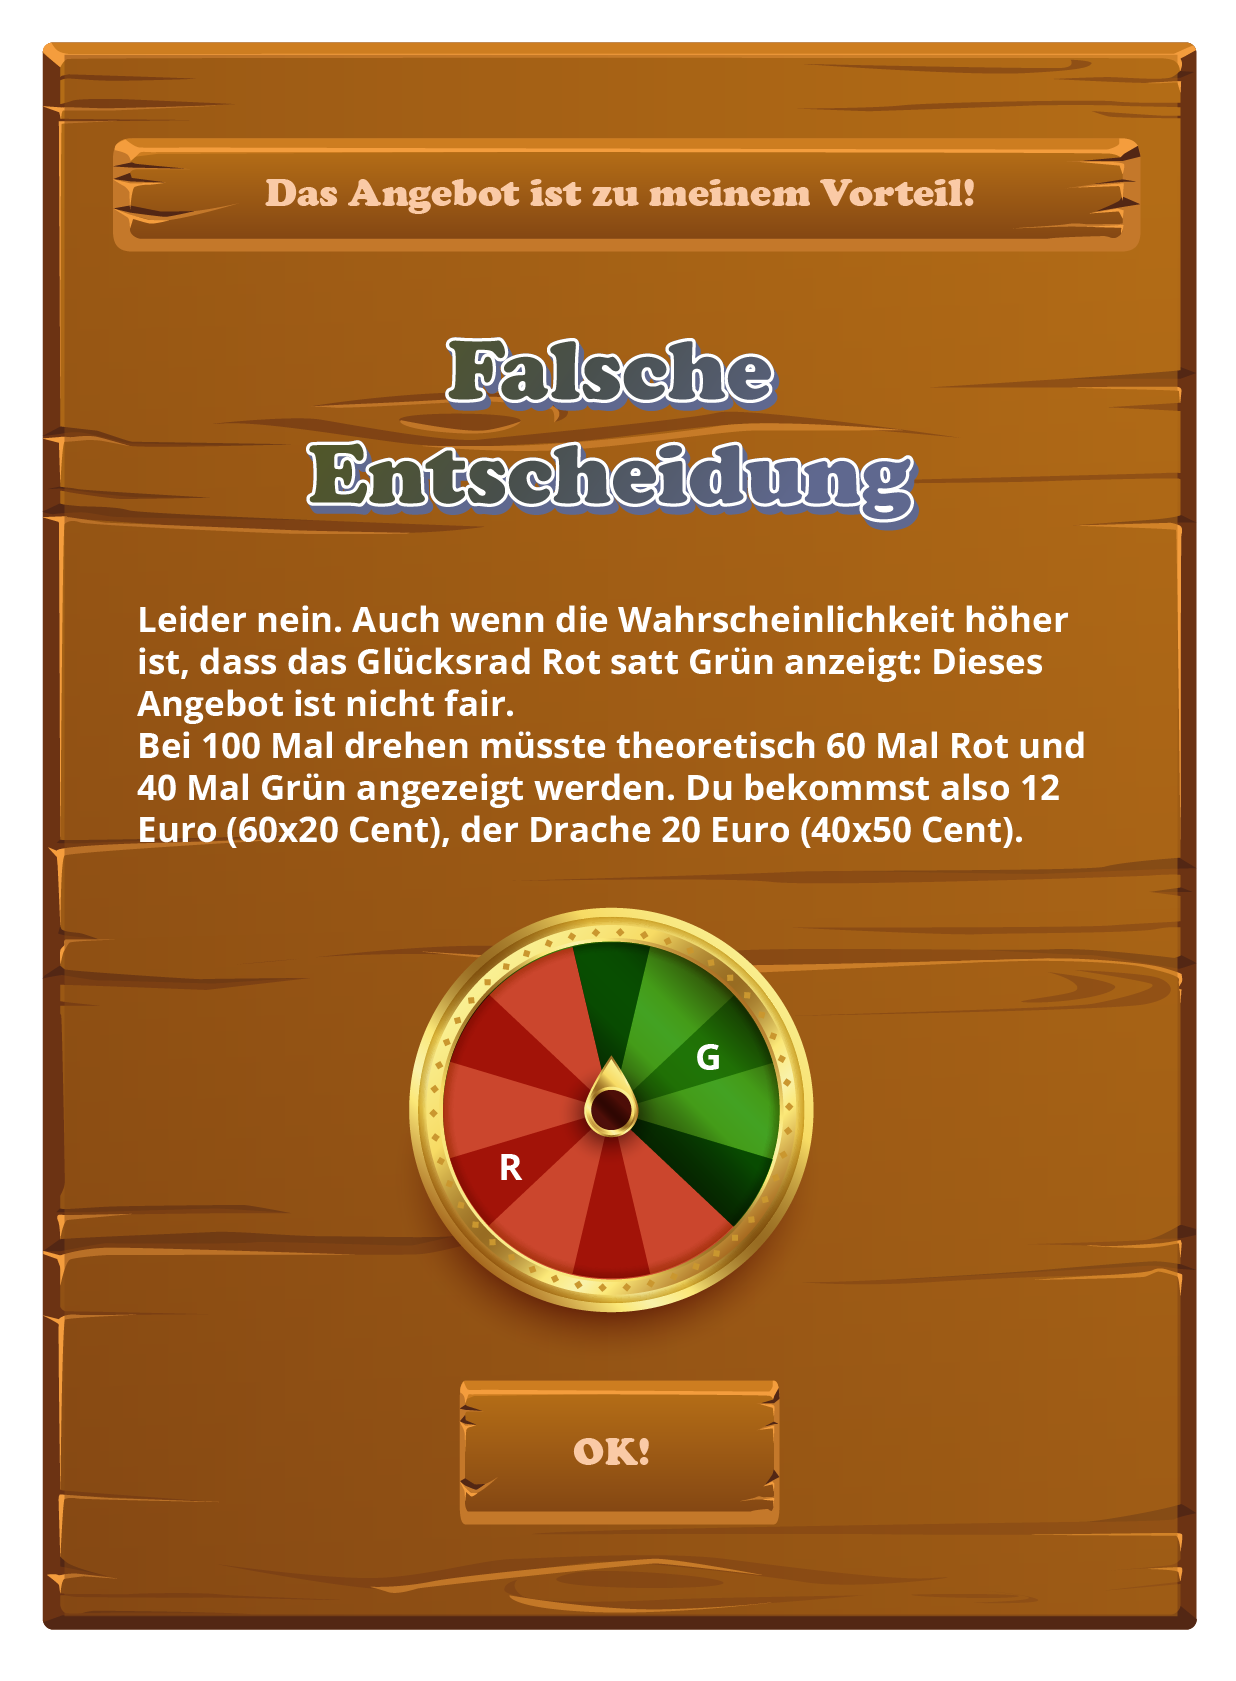 Das Angebot ist zu meinem Vorteil!
Falsche
Entscheidung
Leider nein. Auch wenn die Wahrscheinlichkeit höher
ist, dass das Glücksrad Rot satt Grün anzeigt: Dieses
Angebot ist nicht fair.
Bei 100 Mal drehen müsste theoretisch 60 Mal Rot und
40 Mal Grün angezeigt werden. Du bekommst also 12
Euro (60x20 Cent), der Drache 20 Euro (40x50 Cent).
G
R
OK!